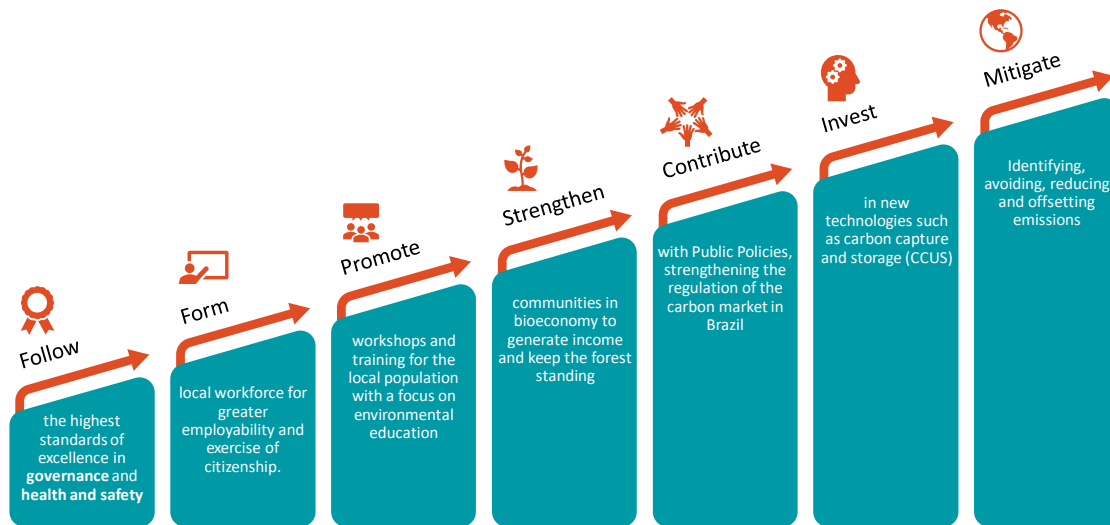 Follow
the highest
standards of
excellence in
governance and
health and safety
Form
local workforce for
greater
employability and
exercise of
citizenship.
Promote
workshops and
training for the
local population
with a focus on
environmental
education
Strengthen
communities in
bioeconomy to
generate income
and keep the forest
standing
Contribute
with Public Policies,
strengthening the
regulation of the
carbon market in
Brazil
Invest
in new
technologies such
as carbon capture
and storage (CCUS)
Mitigate
Identifying,
avoiding, reducing
and offsetting
emissions